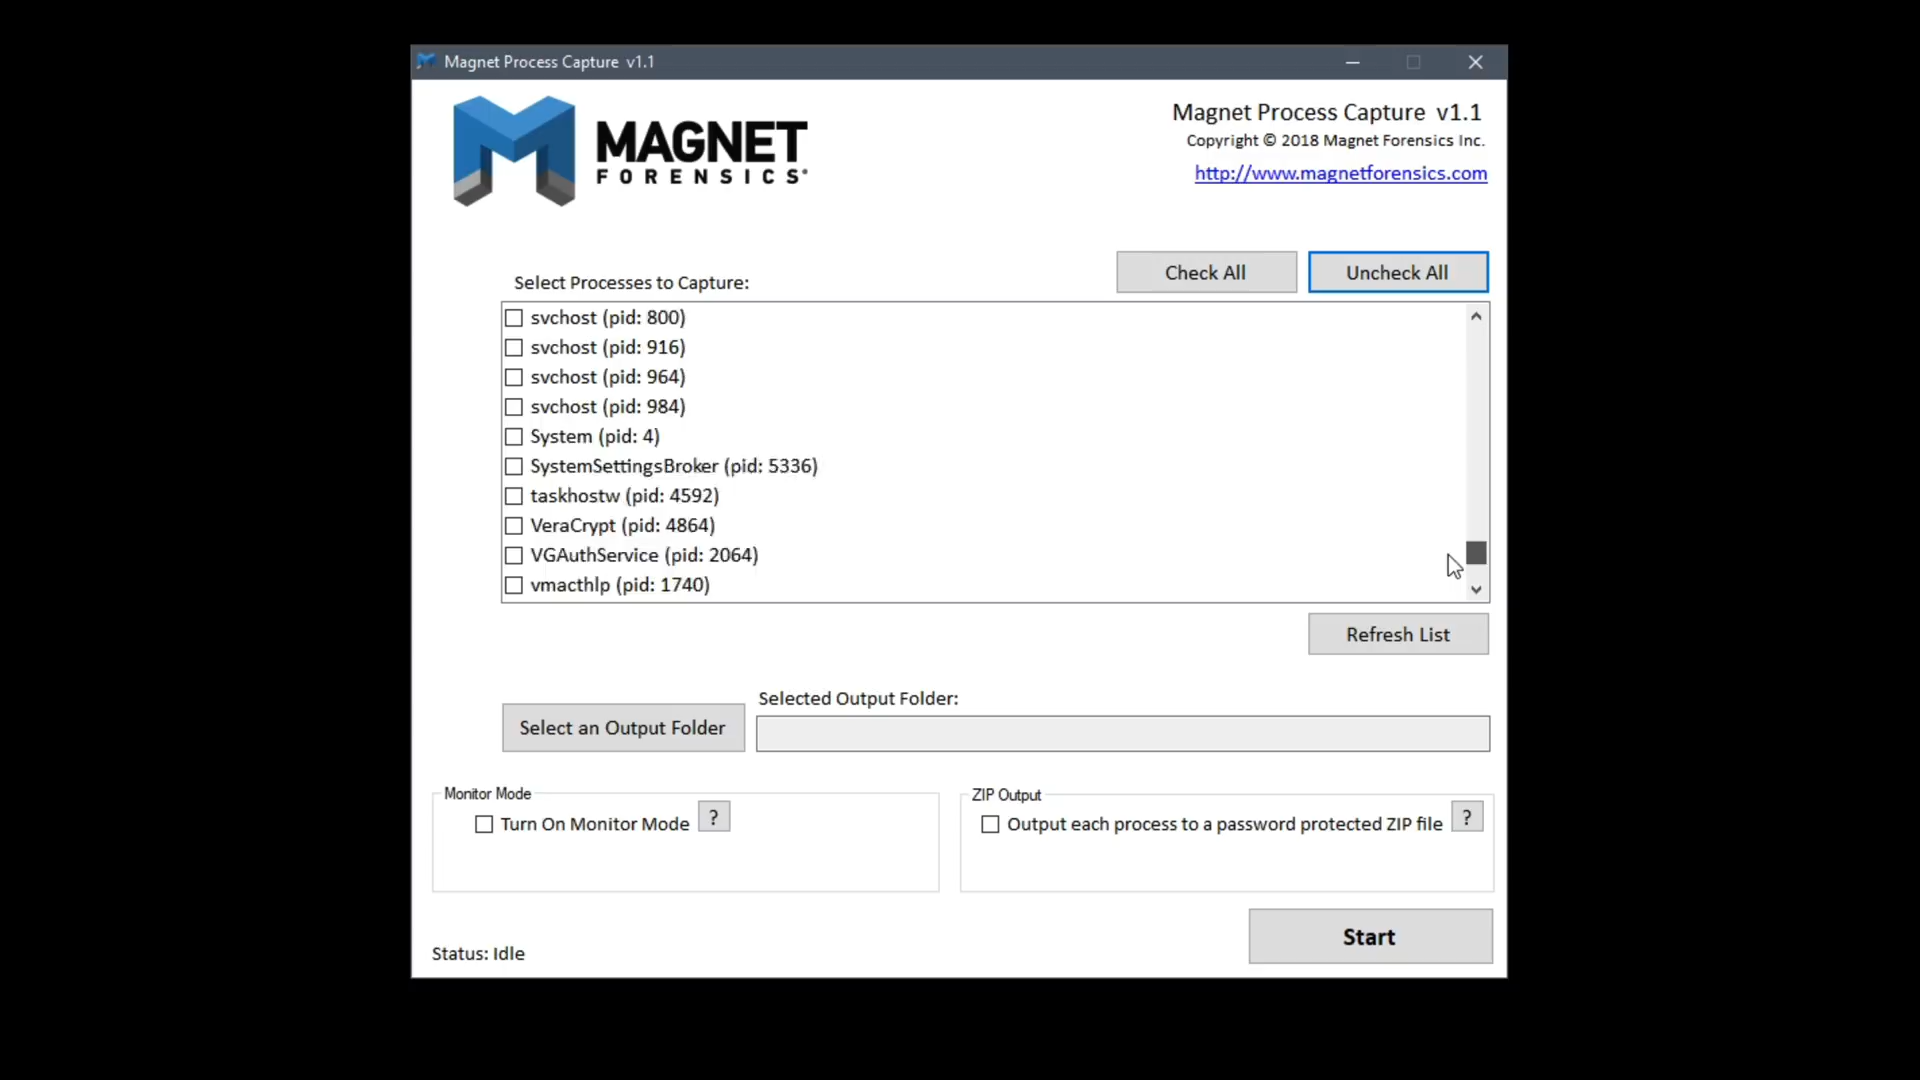 Magnet Process Capture v1.1
MAGNET
FORENSICS®
Magnet Process Capture v1.1
Copyright © 2018 Magnet Forensics Inc.
http://www.magnetforensics.com
Select Processes to Capture:
Check All
Uncheck All
svchost (pid: 800)
svchost (pid: 916)
svchost (pid: 964)
svchost (pid: 984)
System (pid: 4)
SystemSettingsBroker (pid: 5336)
taskhostw (pid: 4592)
VeraCrypt (pid: 4864)
VGAuthService (pid: 2064)
vmacthlp (pid: 1740)
Refresh List
Select an Output Folder
Selected Output Folder:
Monitor Mode
Turn On Monitor Mode ?
ZIP Output
Output each process to a password protected ZIP file ?
Status: Idle
Start